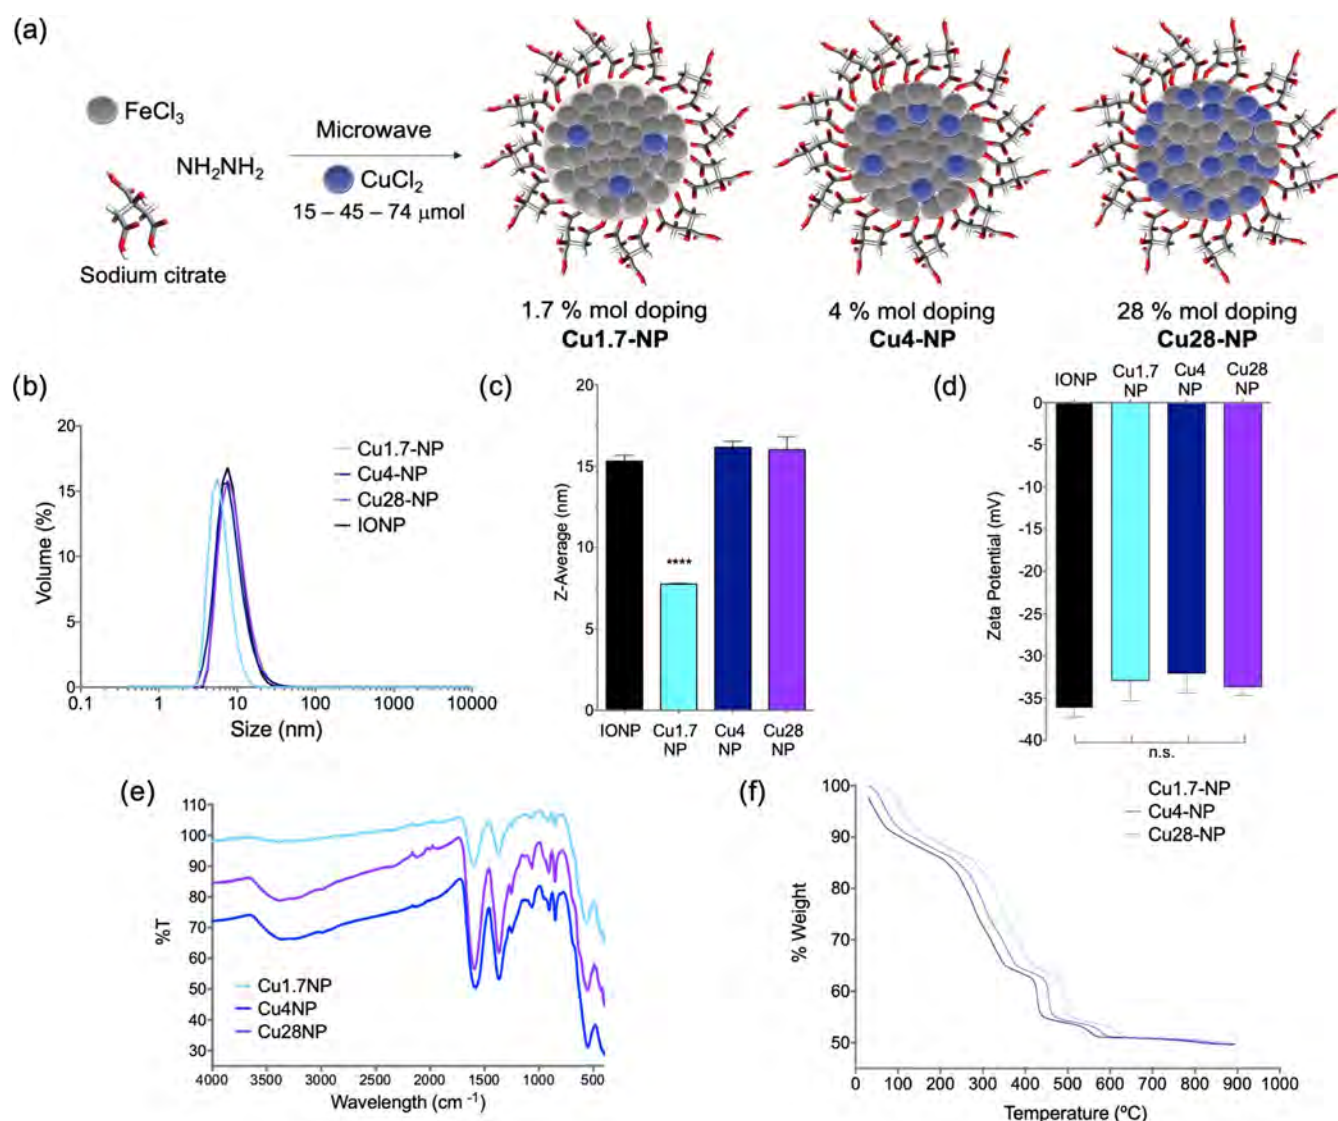 (a)
FeCl3
NH2NH2
Sodium citrate
Microwave
CuCl2
15 – 45 – 74 μmol
1.7 % mol doping
Cu1.7-NP
4 % mol doping
Cu4-NP
28 % mol doping
Cu28-NP
(b)
Volume (%)
20
15
10
5
0
0.1
1
10
100
1000
10000
Size (nm)
Cu1.7-NP
Cu4-NP
Cu28-NP
IONP
(c)
Z-Average (nm)
20
15
10
5
0
****
IONP
Cu1.7
NP
Cu4
NP
Cu28
NP
(d)
IONP
Cu1.7
NP
Cu4
NP
Cu28
NP
Zeta Potential (mV)
0
-5
-10
-15
-20
-25
-30
-35
-40
n.s.
(e)
%T
110
100
90
80
70
60
50
40
30
Cu1.7NP
Cu4NP
Cu28NP
4000
3500
3000
2500
2000
1500
1000
500
Wavelength (cm -1)
(f)
% Weight
100
90
80
70
60
50
Cu1.7-NP
Cu4-NP
Cu28-NP
0
100
200
300
400
500
600
700
800
900
1000
Temperature (ºC)